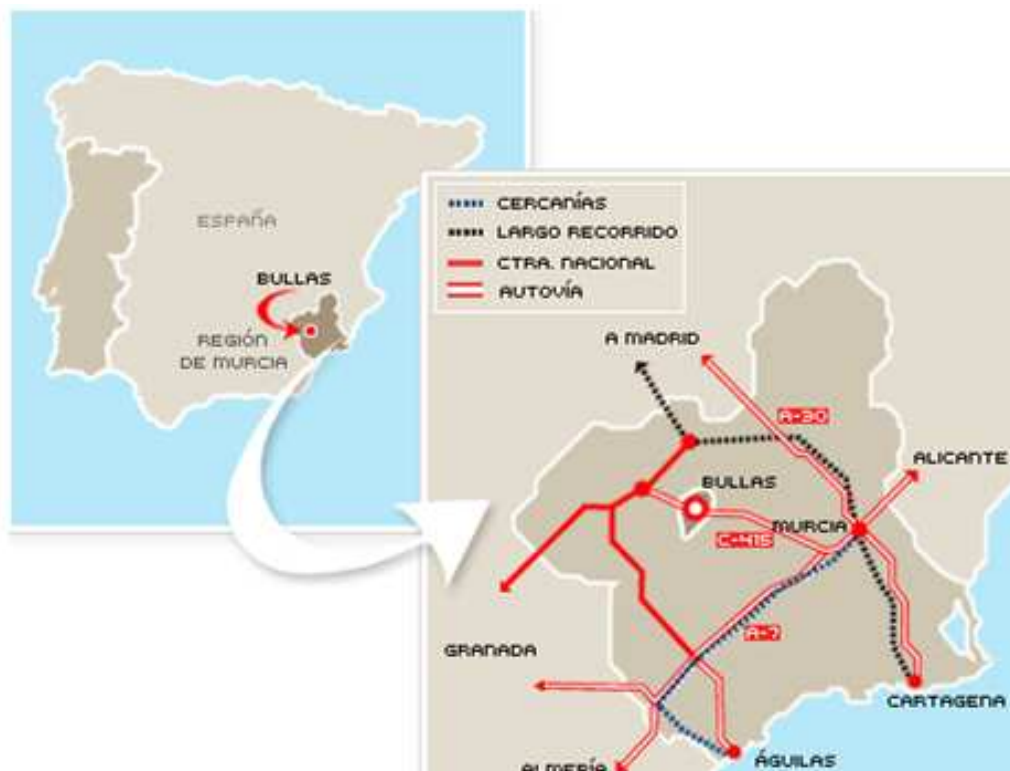 ESPAÑA
BULLAS
REGIÓN
DE MURCIA
CERCANÍAS
LARGO RECORRIDO
CTRA. NACIONAL
AUTOVÍA
A MADRID
A-30
ALICANTE
BULLAS
MURCIA
C-415
A-7
GRANADA
CARTAGENA
ÁGUILAS
ALMERÍA